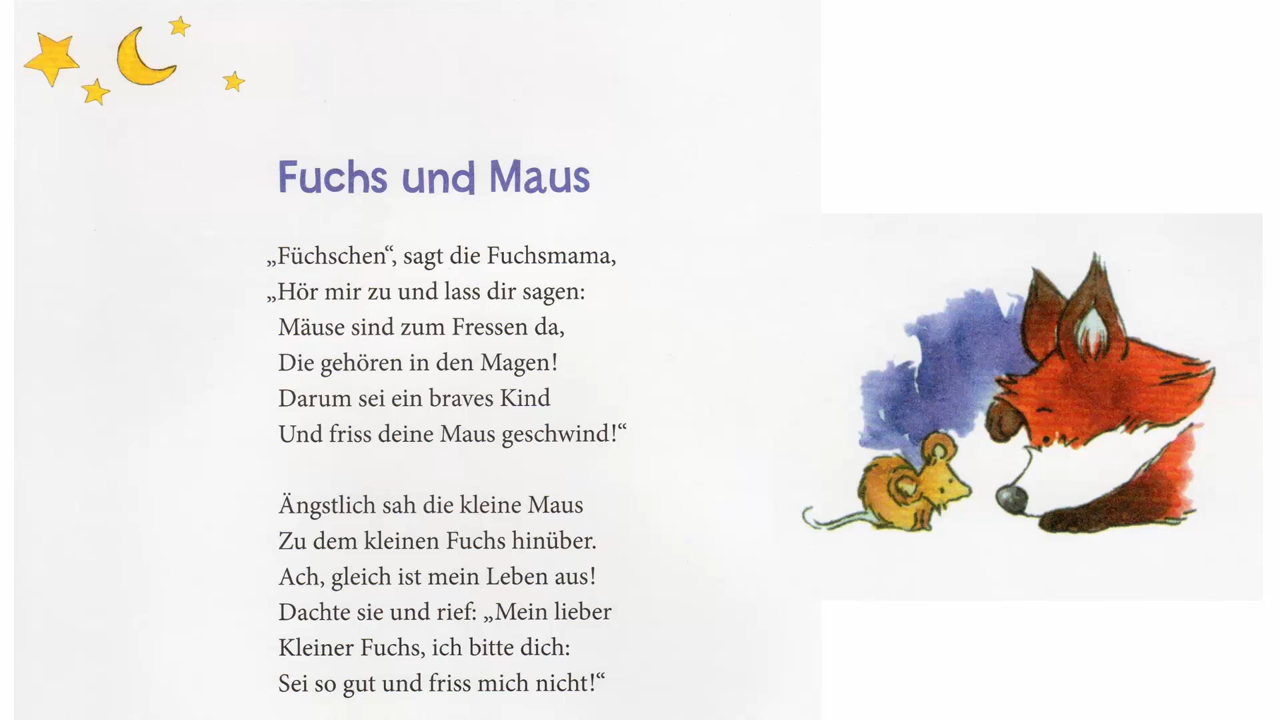 Fuchs und Maus
„Füchschen“, sagt die Fuchsmama,
„Hör mir zu und lass dir sagen:
Mäuse sind zum Fressen da,
Die gehören in den Magen!
Darum sei ein braves Kind
Und friss deine Maus geschwind!“
Ängstlich sah die kleine Maus
Zu dem kleinen Fuchs hinüber.
Ach, gleich ist mein Leben aus!
Dachte sie und rief: „Mein lieber
Kleiner Fuchs, ich bitte dich:
Sei so gut und friss mich nicht!“